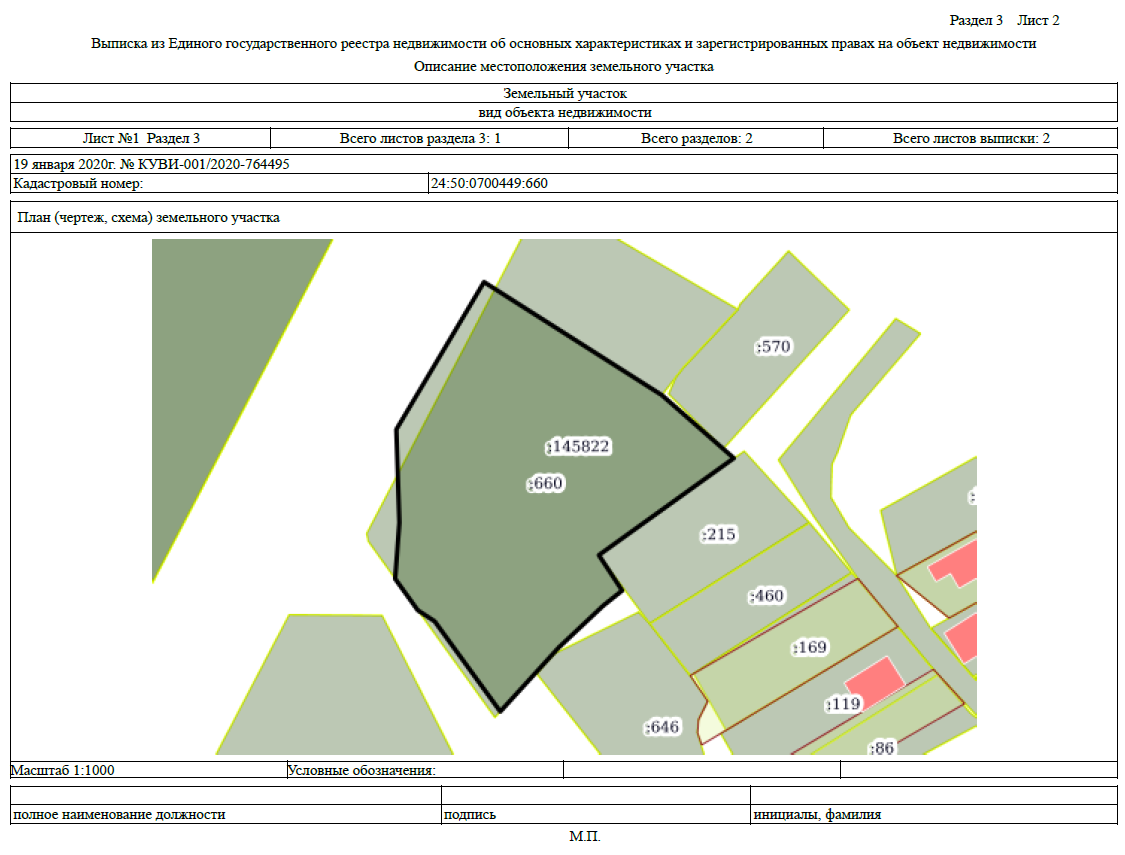 Раздел 3 Лист 2
Выписка из Единого государственного реестра недвижимости об основных характеристиках и зарегистрированных правах на объект недвижимости
Описание местоположения земельного участка
Земельный участок
вид объекта недвижимости
Лист №1 Раздел 3 Всего листов раздела 3: 1 Всего разделов: 2 Всего листов выписки: 2
19 января 2020г. № КУВИ-001/2020-764495
Кадастровый номер: 24:50:0700449:660
План (чертеж, схема) земельного участка
:570
:145822
:660
:215
:460
:169
:119
:646
:86
Масштаб 1:1000 Условные обозначения:
полное наименование должности подпись инициалы, фамилия
М.П.